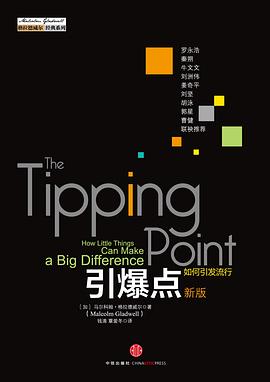 Malcolm Gladwell
格拉德威尔 经典系列
罗永浩
秦朔
牛文文
刘洲伟
姜奇平
刘坚
胡泳
郭星
曹健
联袂推荐
The
Tipping
Point
How Little Things
Can Make
a Big Difference
引爆点
如何引发流行
新版
[加] 马尔科姆·格拉德威尔◎著
(Malcolm Gladwell)
钱清 覃爱冬◎译
中信出版社·CHINACITICPRESS